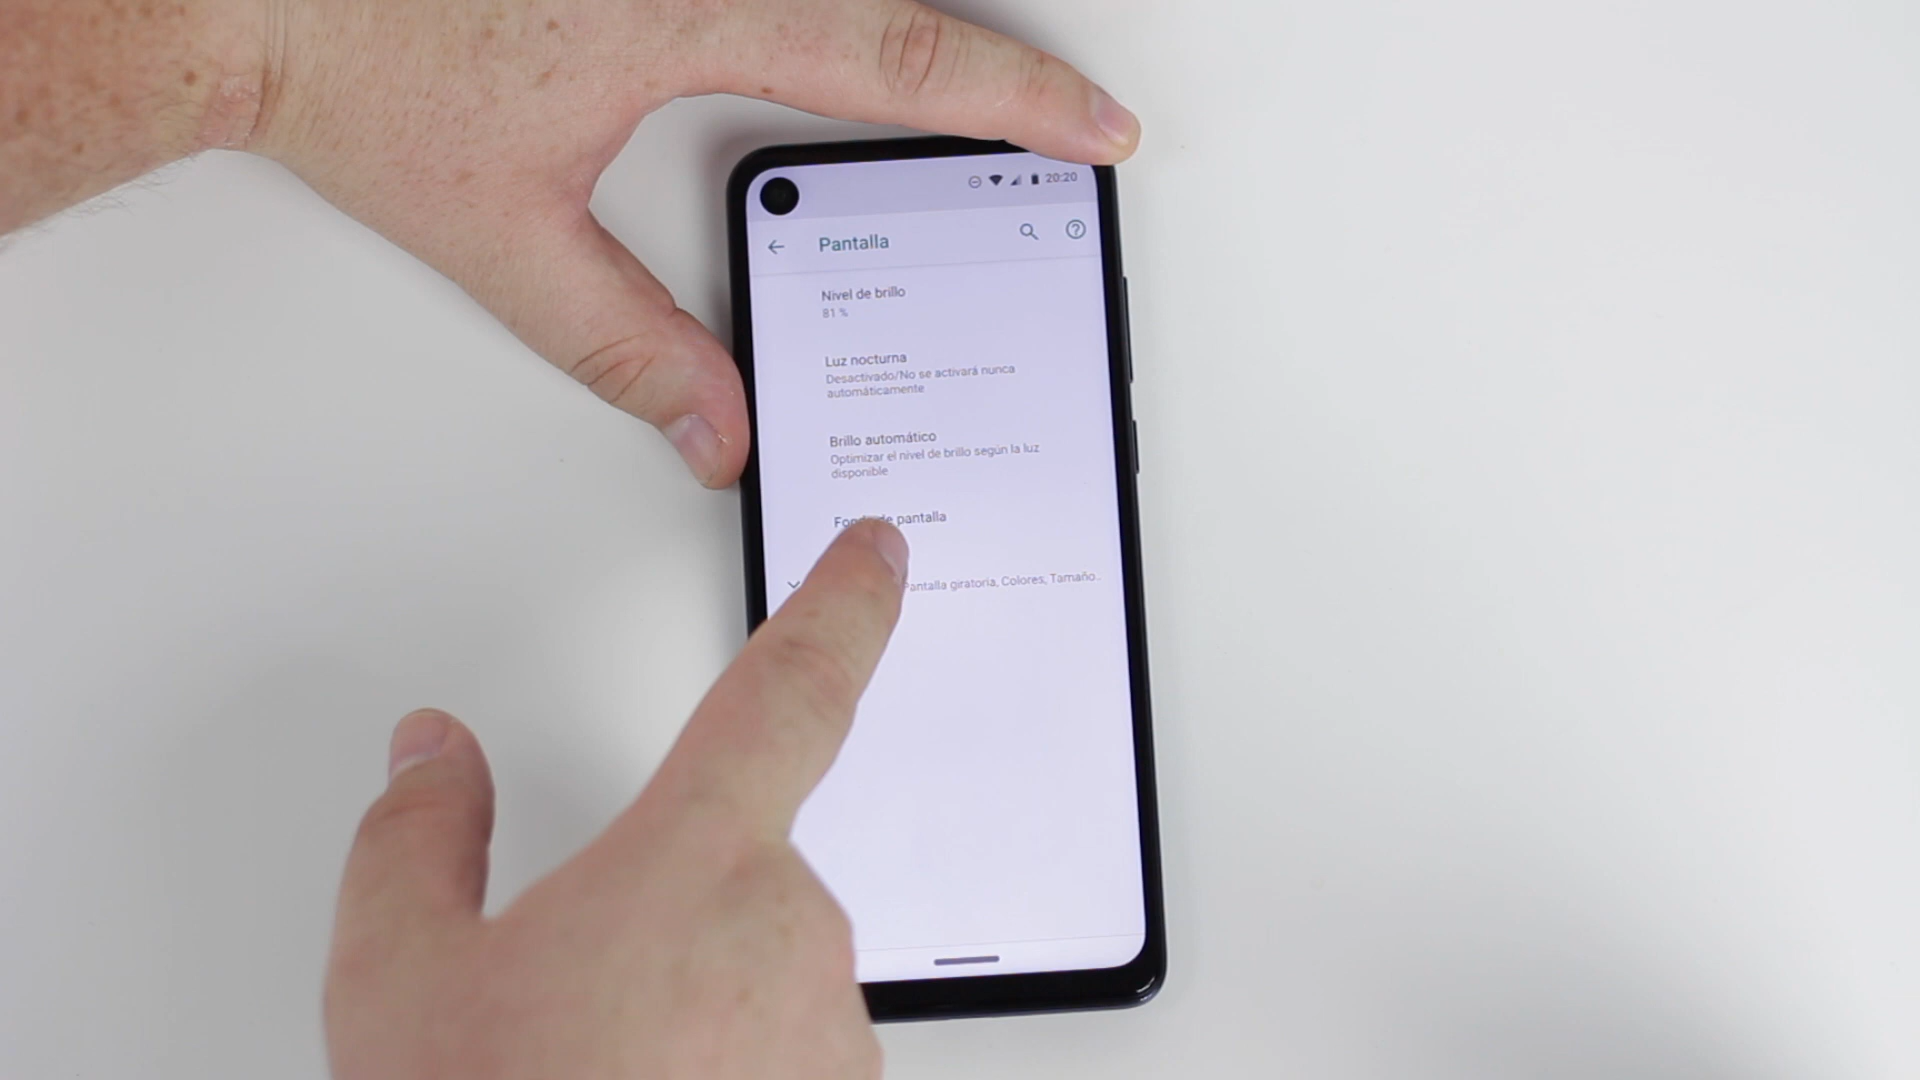 20:20
Pantalla
Nivel de brillo
81 %
Luz nocturna
Desactivado/No se activará nunca
automáticamente
Brillo automático
Optimizar el nivel de brillo según la luz
disponible
de pantalla
Pantalla giratoria, Colores, Tamaño..